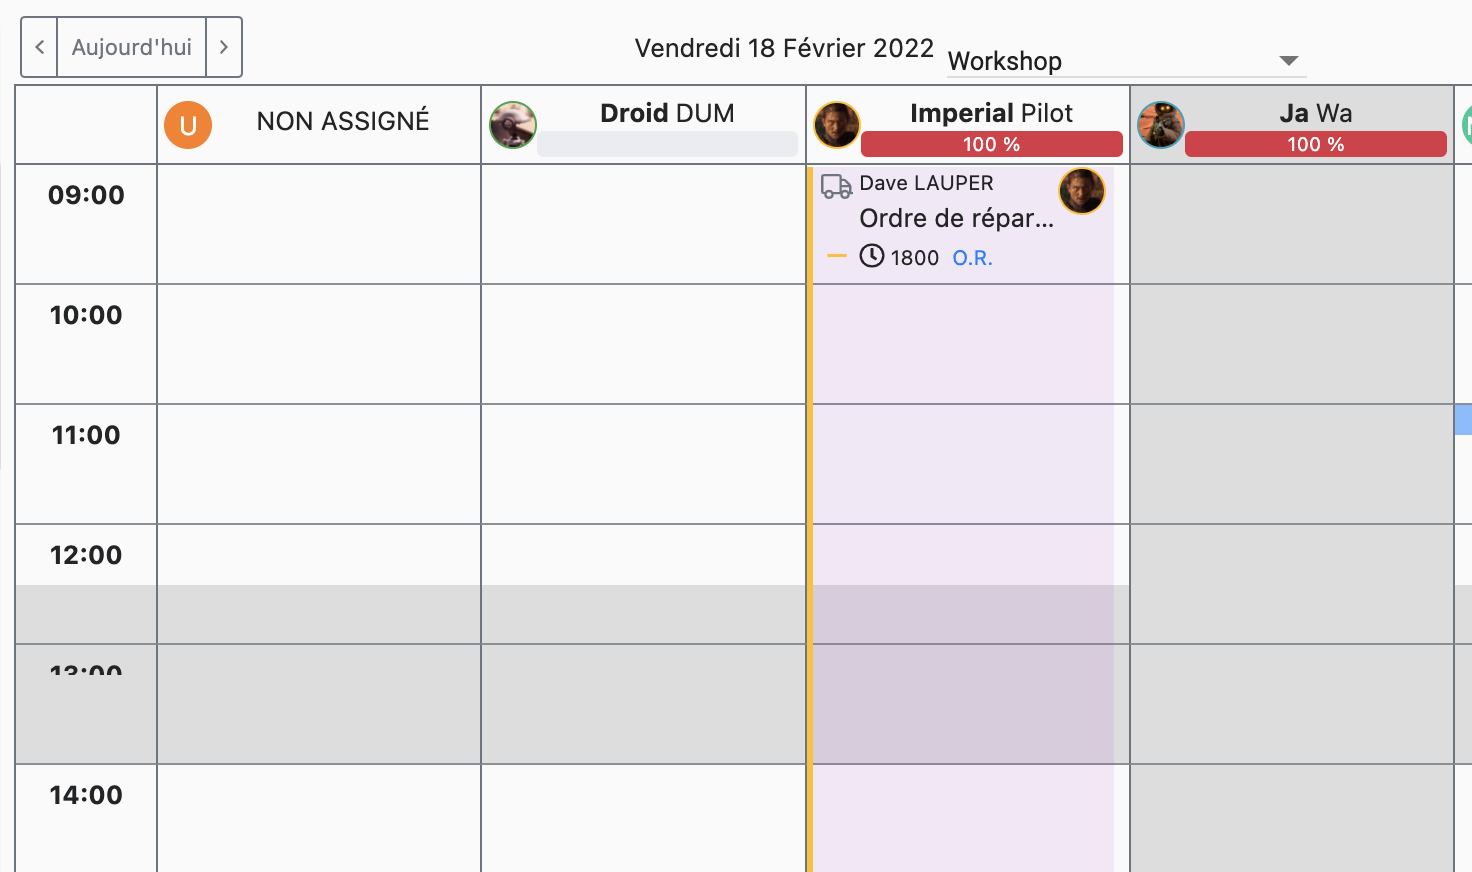 Aujourd'hui
Vendredi 18 Février 2022
Workshop
U
NON ASSIGNÉ
Droid DUM
Imperial Pilot
100 %
Ja Wa
100 %
09:00
Dave LAUPER
Ordre de répar...
1800 O.R.
10:00
11:00
12:00
13:00
14:00